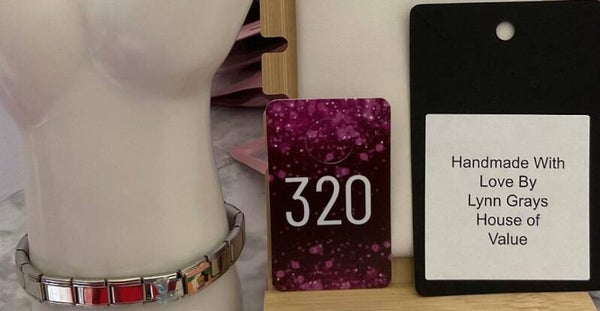 320
Handmade With
Love By
Lynn Grays
House of
Value